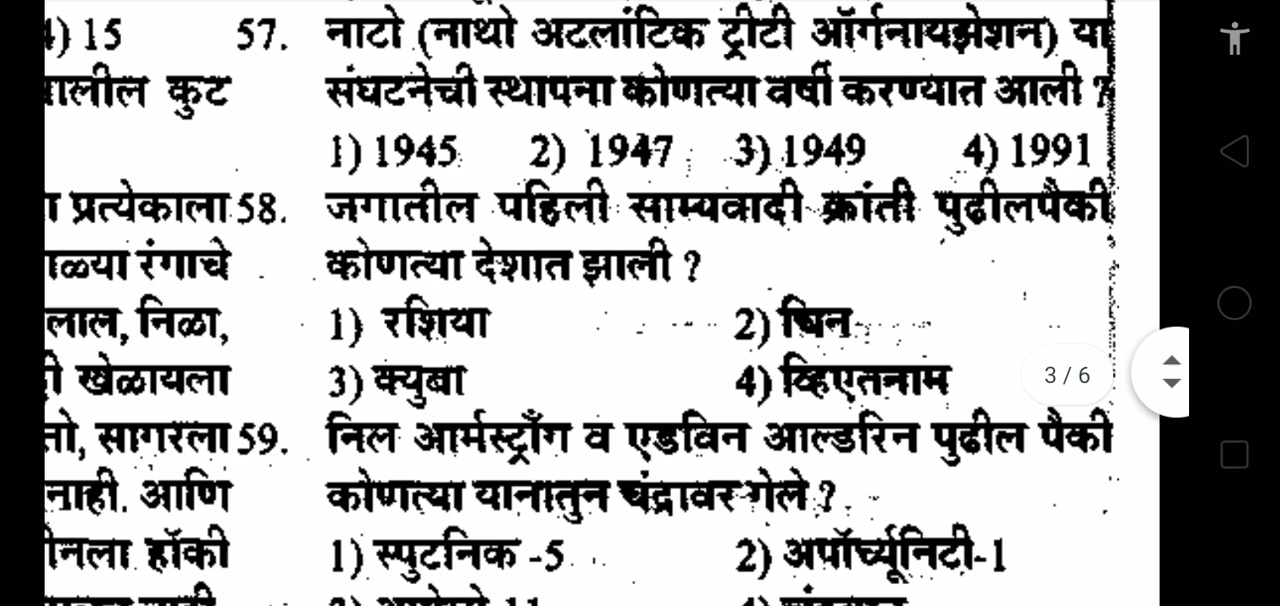 4) 15
ालील कुट
प्रत्येकाला
ळ्या रंगाचे
लाल, निळा,
खेळायला
तो, सागरला
नाही. आणि
हॉकी
57. नाटो (नाथो अटलांटिक ट्रीटी ऑर्गनायझेशन) या
संघटनेची स्थापना कोणत्या वर्षी करण्यात आली ?
1) 1945 2) 1947 3) 1949 4) 1991
58. जगातील पहिली साम्यवादी क्रांती पुढीलपैकी
कोणत्या देशात झाली ?
1) रशिया 2) चिन
3) क्युबा 4) व्हिएतनाम
59. निल आर्मस्ट्राँग व एडविन आल्डरिन पुढील पैकी
कोणत्या यानातुन चंद्रावर गेले ?
1) स्पुटनिक -5 2) अपॉर्च्यूनिटी-1
3 / 6